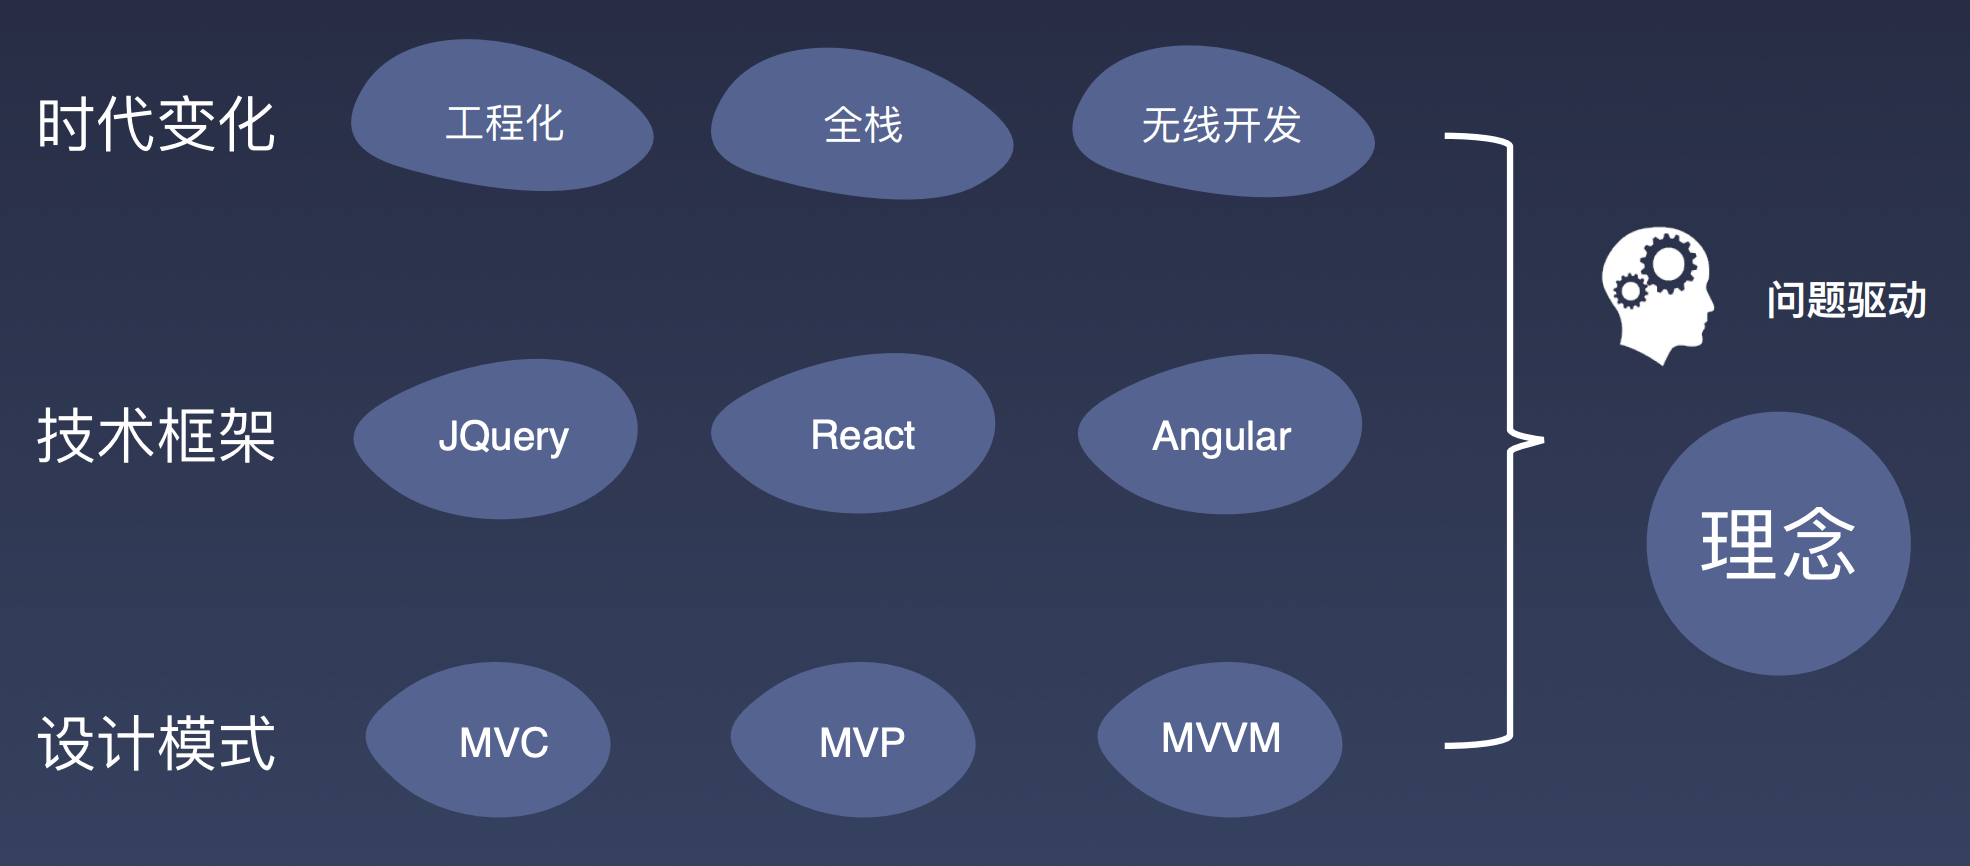 时代变化
工程化
全栈
无线开发
问题驱动
技术框架
JQuery
React
Angular
理念
设计模式
MVC
MVP
MVVM